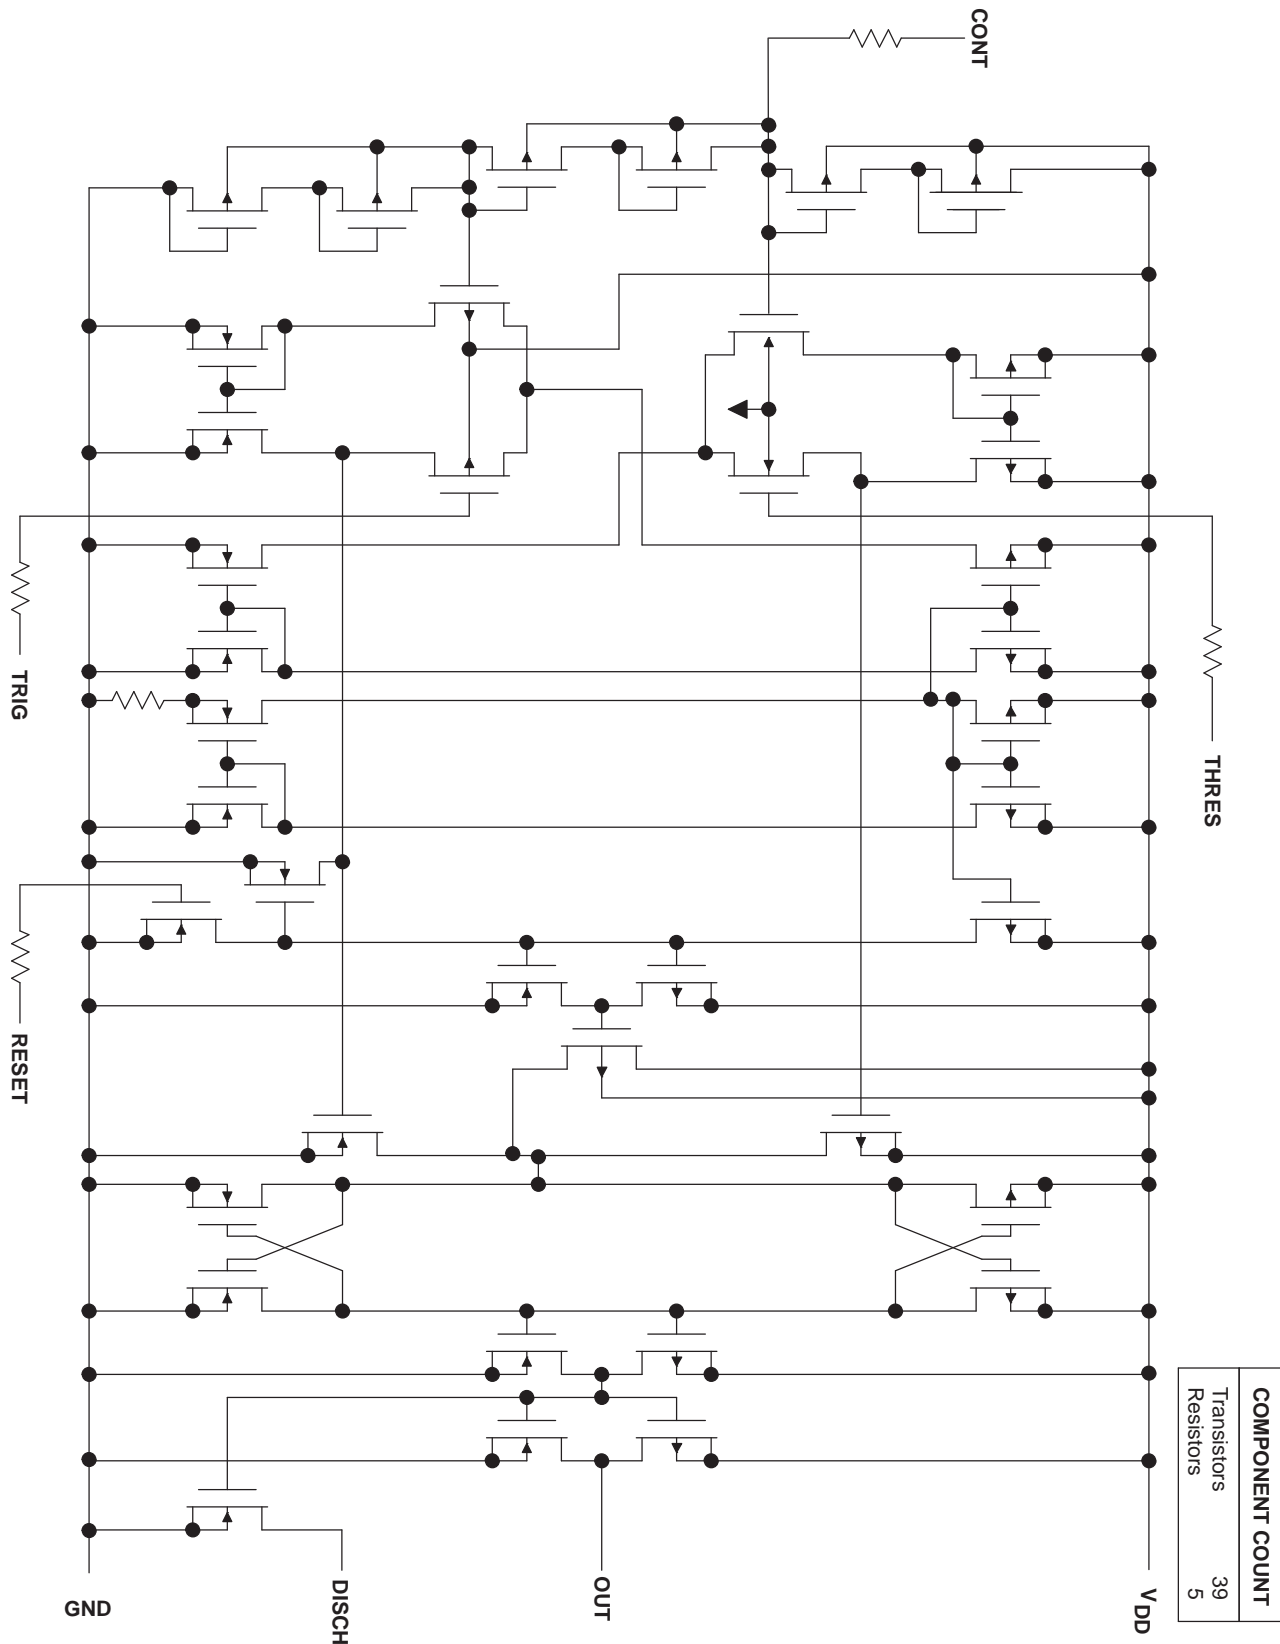 COMPONENT COUNT
Transistors 39
Resistors 5
VDD
THRES
CONT
OUT
DISCH
TRIG
RESET
GND